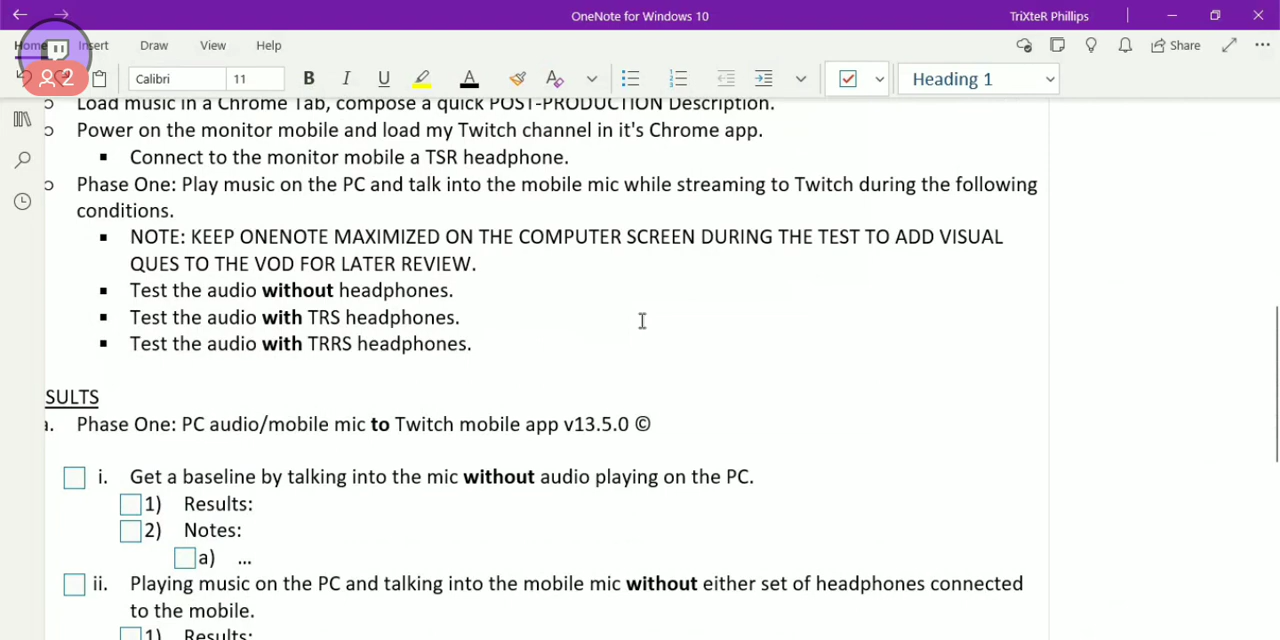 OneNote for Windows 10
TriXteR Phillips
Home Insert Draw View Help
Share
2
Calibri 11 B I U A A Heading 1
o Load music in a Chrome Tab, compose a quick POST-PRODUCTION Description.
o Power on the monitor mobile and load my Twitch channel in it's Chrome app.
▪ Connect to the monitor mobile a TSR headphone.
o Phase One: Play music on the PC and talk into the mobile mic while streaming to Twitch during the following
conditions.
▪ NOTE: KEEP ONENOTE MAXIMIZED ON THE COMPUTER SCREEN DURING THE TEST TO ADD VISUAL
QUES TO THE VOD FOR LATER REVIEW.
▪ Test the audio without headphones.
▪ Test the audio with TRS headphones.
▪ Test the audio with TRRS headphones.
SULTS
a. Phase One: PC audio/mobile mic to Twitch mobile app v13.5.0 ©
i. Get a baseline by talking into the mic without audio playing on the PC.
1) Results:
2) Notes:
a) ...
ii. Playing music on the PC and talking into the mobile mic without either set of headphones connected
to the mobile.
1) Results: